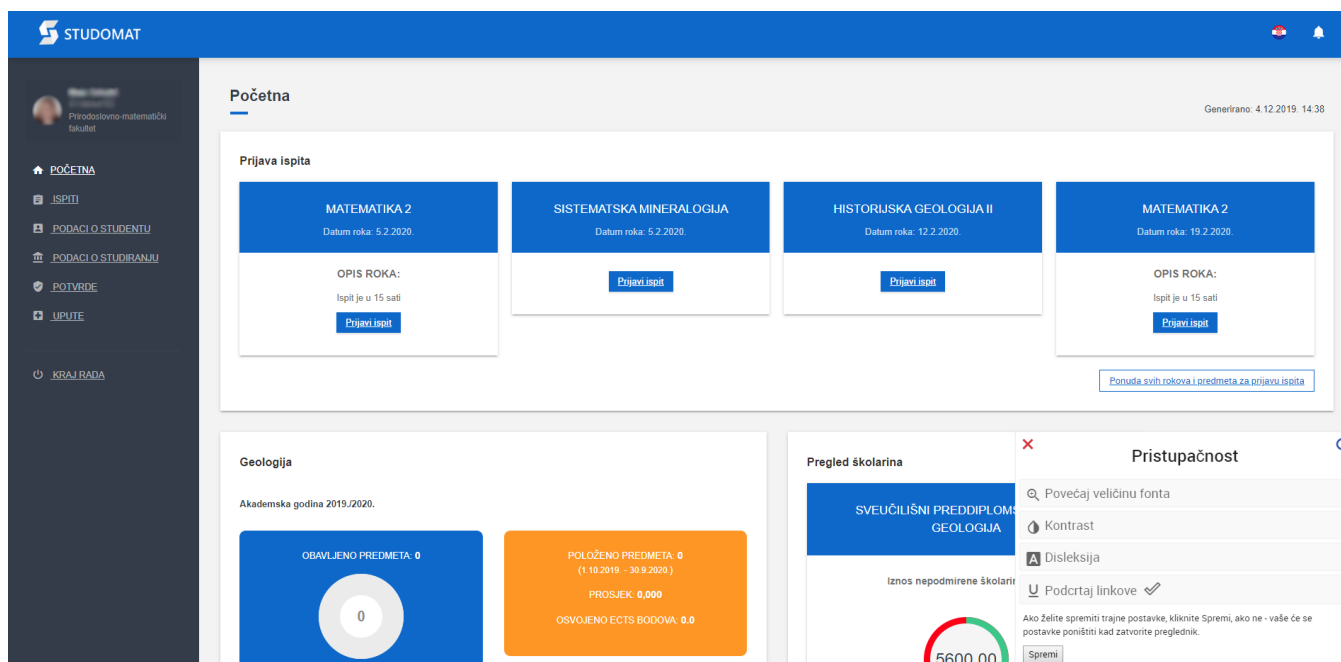 STUDOMAT
Prirodoslovno-matematički
fakultet
POČETNA
ISPITI
PODACI O STUDENTU
PODACI O STUDIRANJU
POTVRDE
UPUTE
KRAJ RADA
Početna
Generirano: 4.12.2019. 14:38
Prijava ispita
MATEMATIKA 2
Datum roka: 5.2.2020.
OPIS ROKA:
Ispit je u 15 sati
Prijavi ispit
SISTEMATSKA MINERALOGIJA
Datum roka: 5.2.2020.
Prijavi ispit
HISTORIJSKA GEOLOGIJA II
Datum roka: 12.2.2020.
Prijavi ispit
MATEMATIKA 2
Datum roka: 19.2.2020.
OPIS ROKA:
Ispit je u 15 sati
Prijavi ispit
Ponuda svih rokova i predmeta za prijavu ispita
Geologija
Akademska godina 2019./2020.
OBAVLJENO PREDMETA: 0
0
POLOŽENO PREDMETA: 0
(1.10.2019. - 30.9.2020.)
PROSJEK: 0,000
OSVOJENO ECTS BODOVA: 0.0
Pregled školarina
SVEUČILIŠNI PREDDIPLOMS
GEOLOGIJA
Iznos nepodmirene školarin
5600,00
Pristupačnost
Povećaj veličinu fonta
Kontrast
A Disleksija
U Podcrtaj linkove
Ako želite spremiti trajne postavke, kliknite Spremi, ako ne - vaše će se
postavke poništiti kad zatvorite preglednik.
Spremi